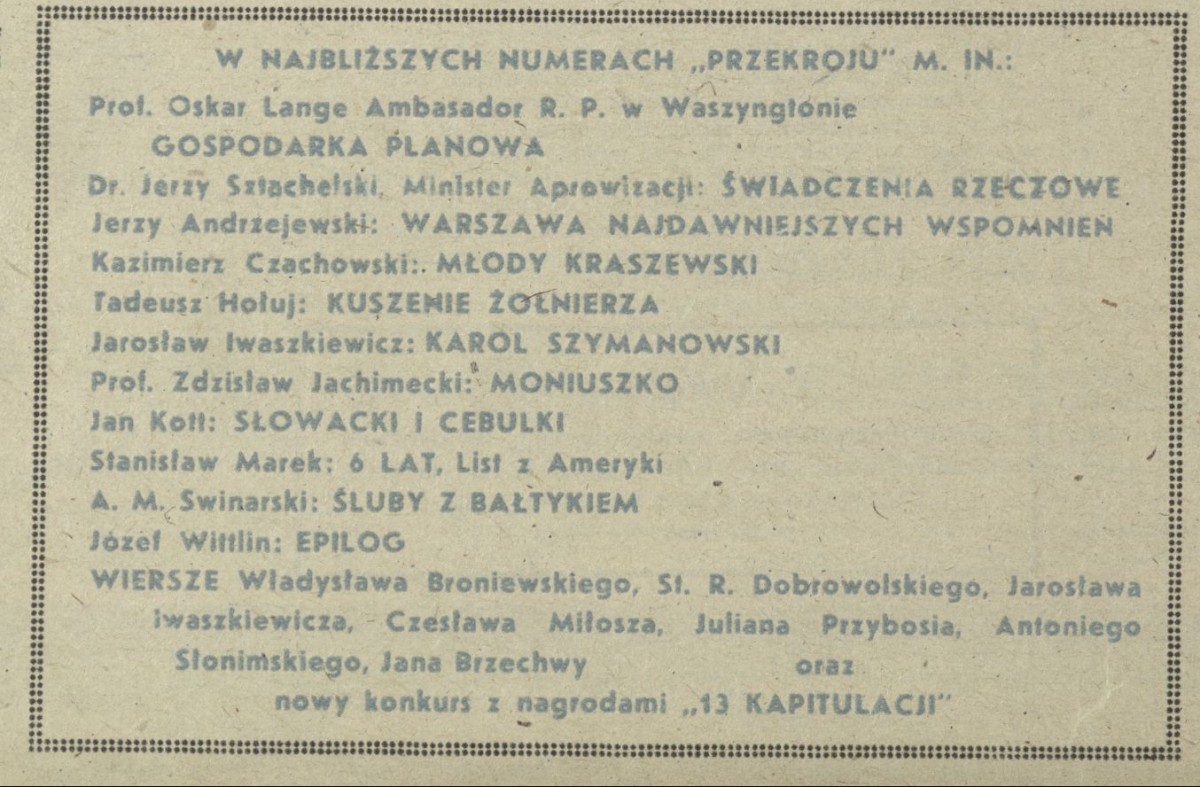 W NAJBLIŻSZYCH NUMERACH „PRZEKROJU" M. IN.:
Prof. Oskar Lange Ambasador R. P. w Waszyngtonie
GOSPODARKA PLANOWA
Dr. Jerzy Sztachelski, Minister Aprowizacji: ŚWIADCZENIA RZECZOWE
Jerzy Andrzejewski: WARSZAWA NAJDAWNIEJSZYCH WSPOMNIEŃ
Kazimierz Czachowski: MŁODY KRASZEWSKI
Tadeusz Hołuj: KUSZENIE ŻOŁNIERZA
Jarosław Iwaszkiewicz: KAROL SZYMANOWSKI
Prof. Zdzisław Jachimecki: MONIUSZKO
Jan Kott: SŁOWACKI I CEBULKI
Stanisław Marek: 6 LAT, List z Ameryki
A. M. Swinarski: ŚLUBY Z BAŁTYKIEM
Józef Wittlin: EPILOG
WIERSZE Władysława Broniewskiego, St. R. Dobrowolskiego, Jarosława
Iwaszkiewicza, Czesława Miłosza, Juliana Przybosia, Antoniego
Słonimskiego, Jana Brzechwy oraz
nowy konkurs z nagrodami „13 KAPITULACJI"